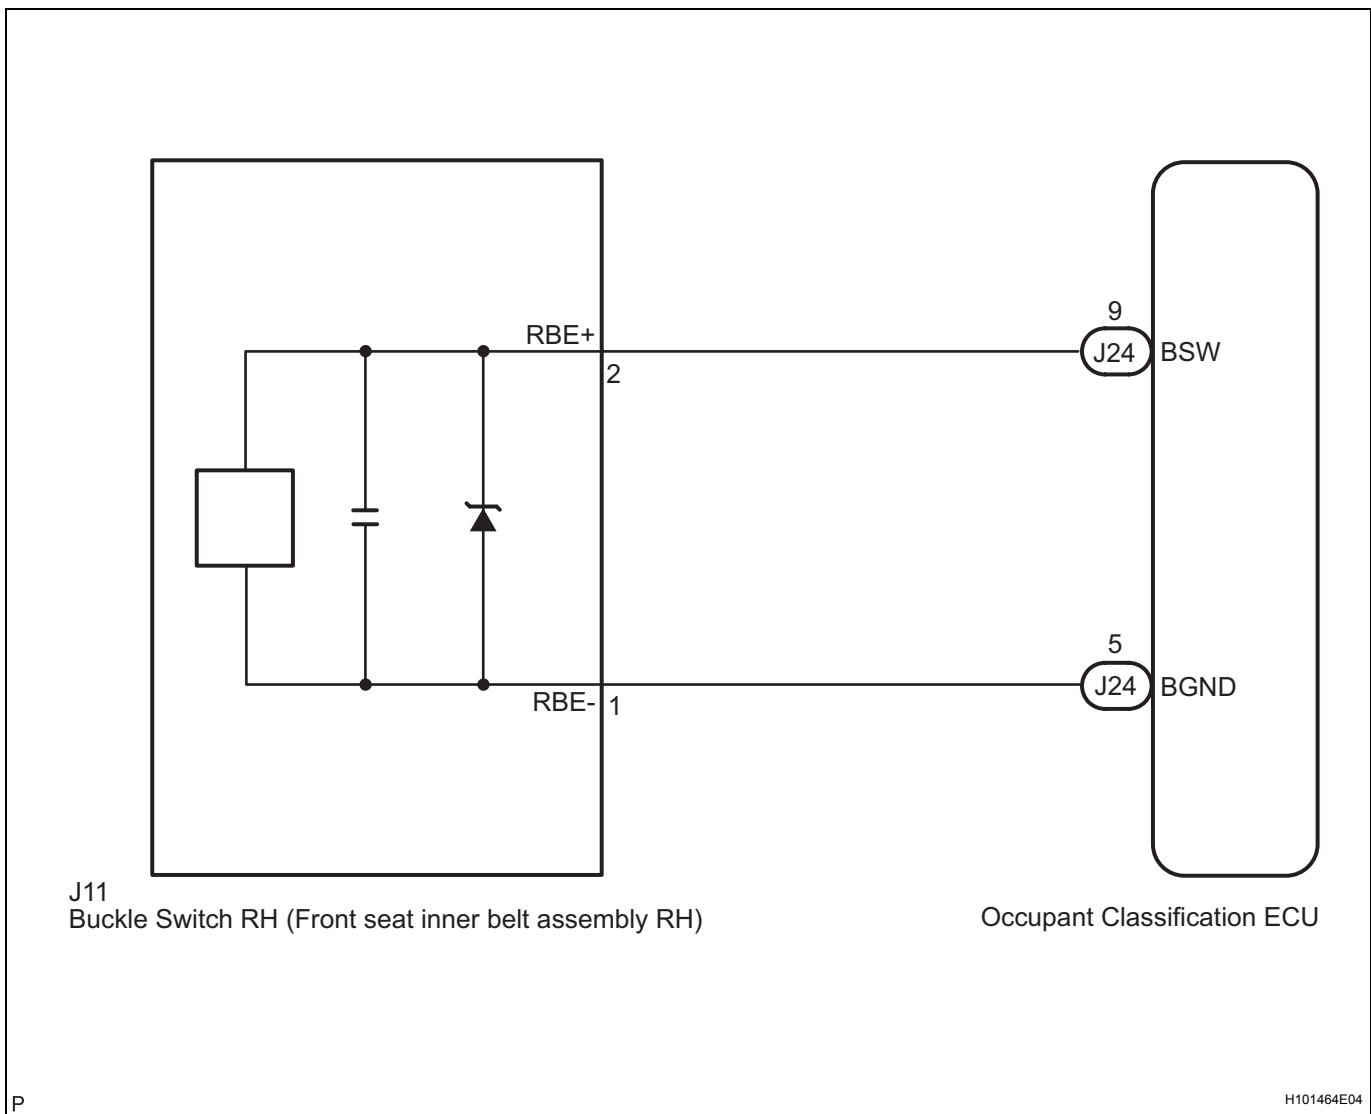 9
RBE+
J24 BSW
2
5
J24 BGND
RBE-
1
J11
Buckle Switch RH (Front seat inner belt assembly RH)
Occupant Classification ECU
P
H101464E04